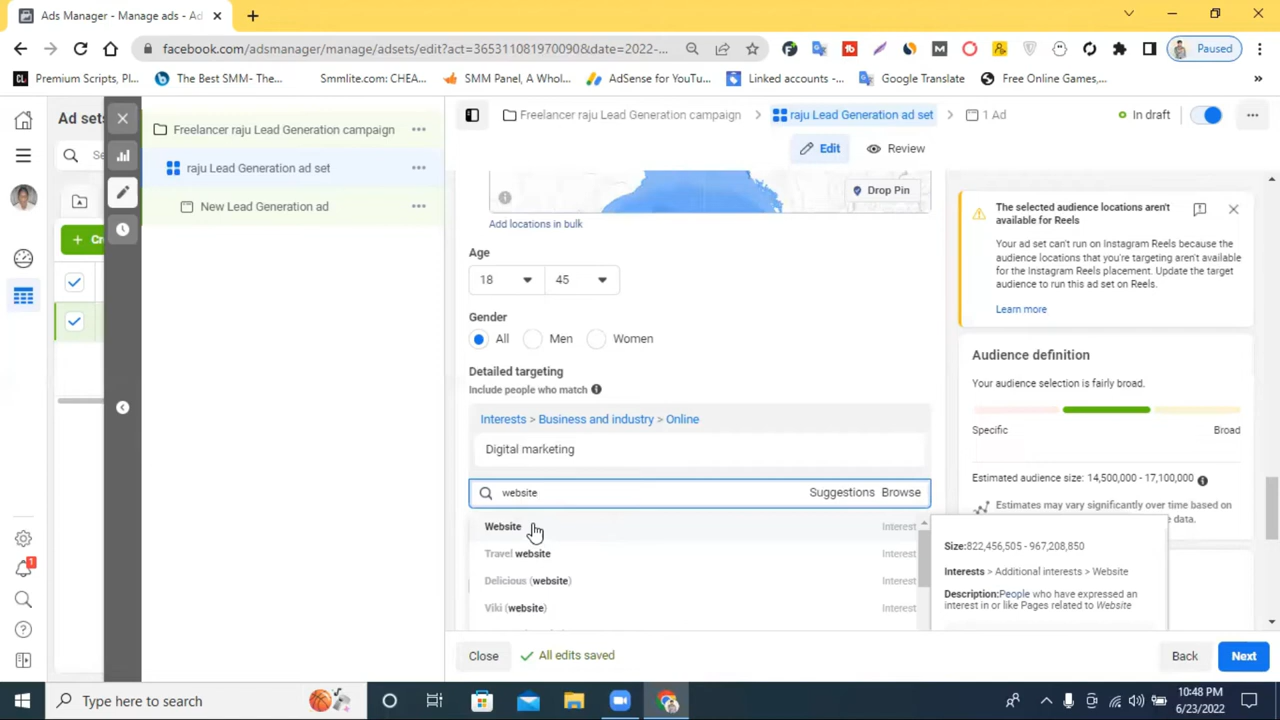 Ads Manager - Manage ads - Ad
facebook.com/adsmanager/manage/adsets/edit?act=3653110819700908&date=2022-...
Paused
Premium Scripts, Pl...
The Best SMM- The...
Smmlite.com: CHEA...
SMM Panel, A Whol...
AdSense for YouTu...
Linked accounts -...
Google Translate
Free Online Games,...
Ad sets
Freelancer raju Lead Generation campaign
raju Lead Generation ad set
New Lead Generation ad
Freelancer raju Lead Generation campaign
raju Lead Generation ad set
1 Ad
In draft
Edit
Review
Drop Pin
Add locations in bulk
Age
18
45
Gender
All
Men
Women
Detailed targeting
Include people who match
Interests > Business and industry > Online
Digital marketing
website
Suggestions
Browse
Website
Interest
Travel website
Interest
Delicious (website)
Interest
Viki (website)
Interest
Size:822,456,505 - 967,208,850
Interests > Additional interests > Website
Description:People who have expressed an
interest in or like Pages related to Website
The selected audience locations aren't
available for Reels
Your ad set can't run on Instagram Reels because the
audience locations that you're targeting aren't
available for the Instagram Reels placement. Update the target
audience to run this ad set on Reels.
Learn more
Audience definition
Your audience selection is fairly broad.
Specific
Broad
Estimated audience size: 14,500,000 - 17,100,000
Estimates may vary significantly over time based on
data.
Close
All edits saved
Back
Next
1
Type here to search
10:48 PM
6/23/2022